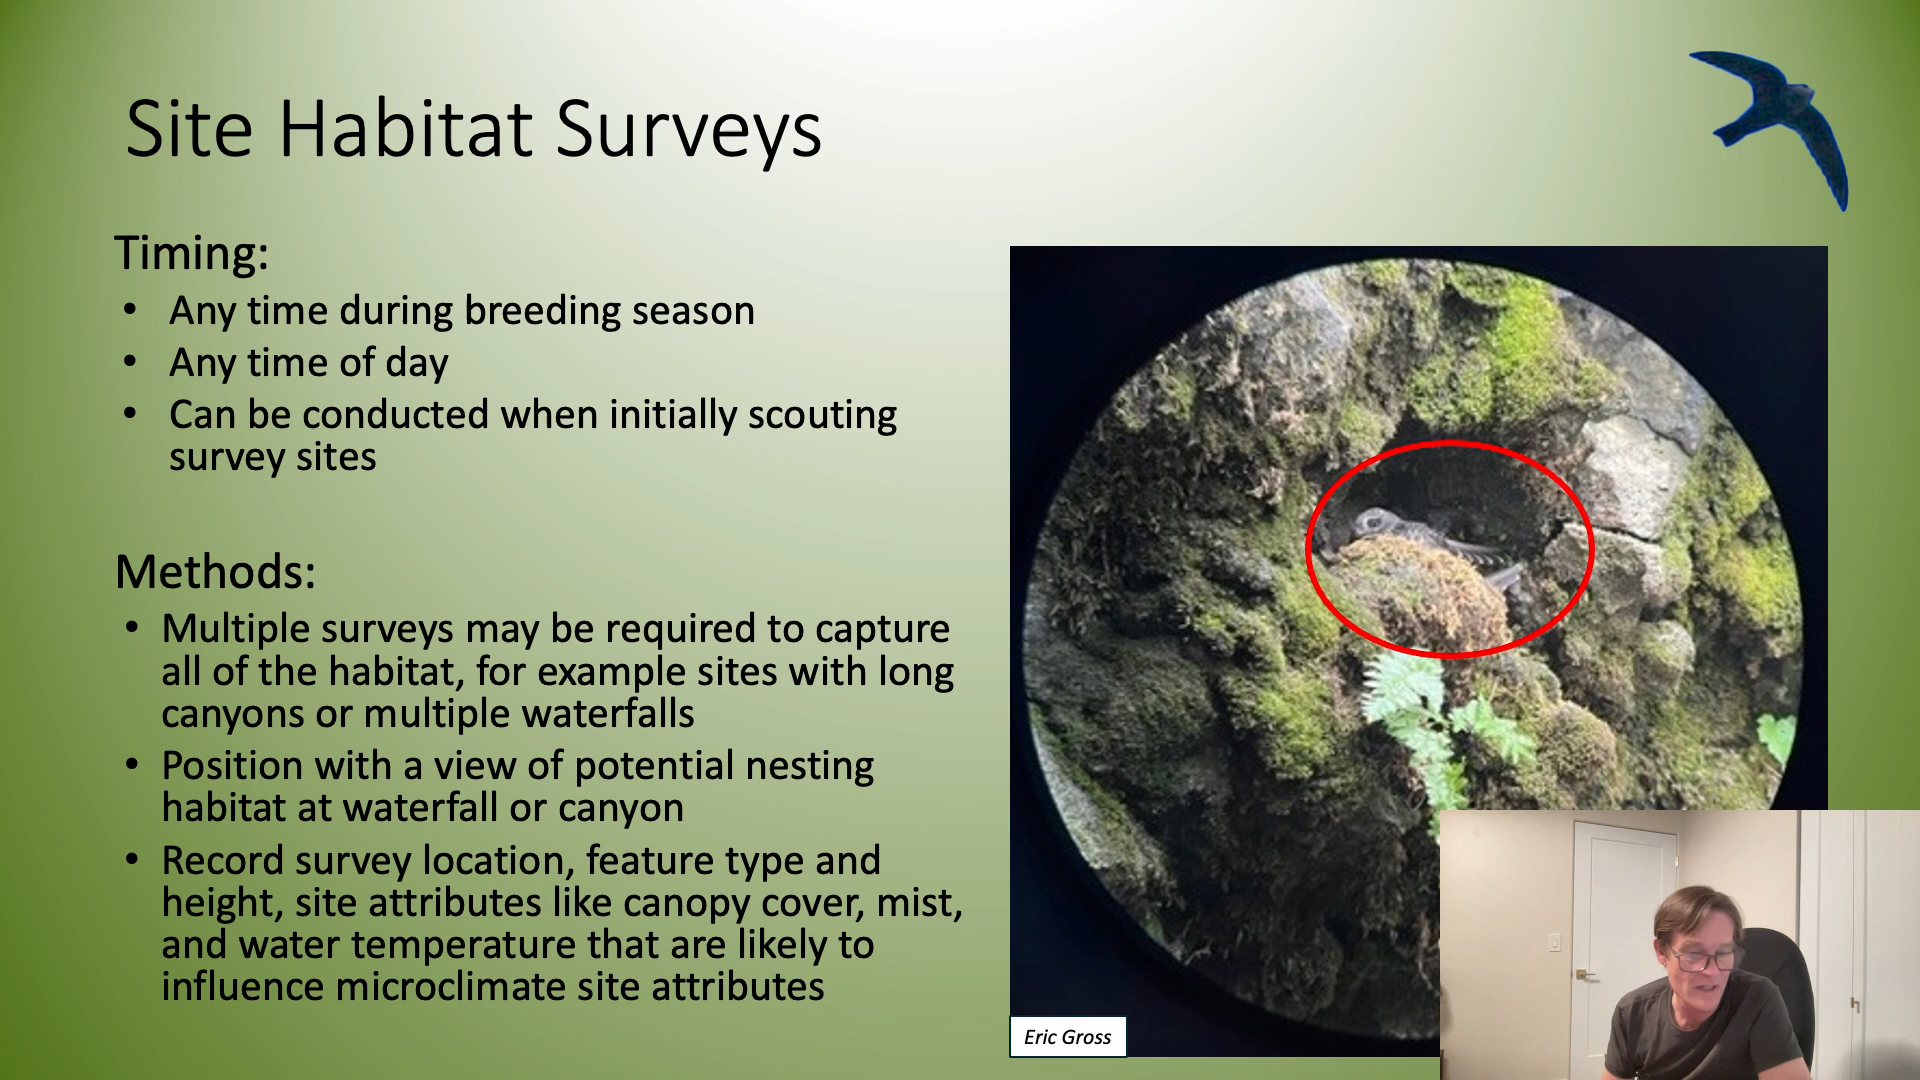 Site Habitat Surveys
Timing:
• Any time during breeding season
• Any time of day
• Can be conducted when initially scouting
survey sites
Methods:
• Multiple surveys may be required to capture
all of the habitat, for example sites with long
canyons or multiple waterfalls
• Position with a view of potential nesting
habitat at waterfall or canyon
• Record survey location, feature type and
height, site attributes like canopy cover, mist,
and water temperature that are likely to
influence microclimate site attributes
Eric Gross